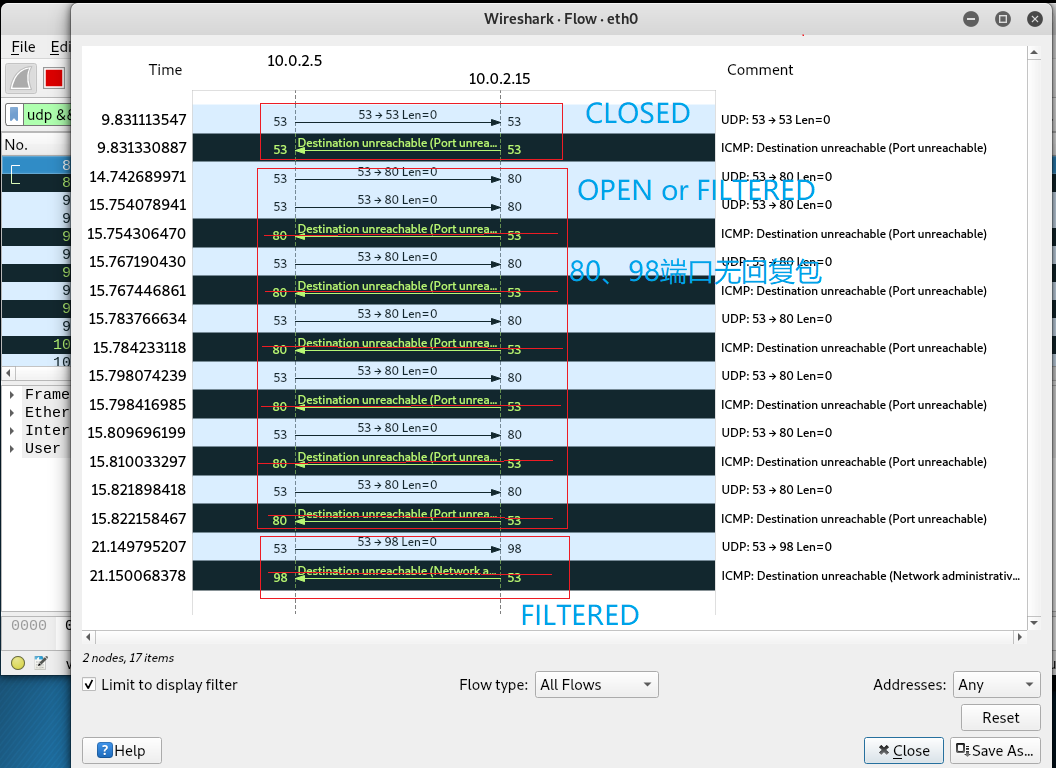 Wireshark · Flow · eth0
File Edi
udp &&
No.
8
8
9
9
9
9
9
9
9
9
10
10
Frame
Ether
Inter
User
0000 0
10.0.2.5
Time 10.0.2.15 Comment
9.831113547 53 53 → 53 Len=0 53 UDP: 53 → 53 Len=0
CLOSED
9.831330887 53 Destination unreachable (Port unrea... 53 ICMP: Destination unreachable (Port unreachable)
14.742689971 53 53 → 80 Len=0 80 UDP: 53 → 80 Len=0
OPEN or FILTERED
15.754078941 53 53 → 80 Len=0 80 UDP: 53 → 80 Len=0
15.754306470 80 Destination unreachable (Port unrea... 53 ICMP: Destination unreachable (Port unreachable)
15.767190430 53 53 → 80 Len=0 80 UDP: 53 → 80 Len=0
80、98端口无回复包
15.767446861 80 Destination unreachable (Port unrea... 53 ICMP: Destination unreachable (Port unreachable)
15.783766634 53 53 → 80 Len=0 80 UDP: 53 → 80 Len=0
15.784233118 80 Destination unreachable (Port unrea... 53 ICMP: Destination unreachable (Port unreachable)
15.798074239 53 53 → 80 Len=0 80 UDP: 53 → 80 Len=0
15.798416985 80 Destination unreachable (Port unrea... 53 ICMP: Destination unreachable (Port unreachable)
15.809696199 53 53 → 80 Len=0 80 UDP: 53 → 80 Len=0
15.810033297 80 Destination unreachable (Port unrea... 53 ICMP: Destination unreachable (Port unreachable)
15.821898418 53 53 → 80 Len=0 80 UDP: 53 → 80 Len=0
15.822158467 80 Destination unreachable (Port unrea... 53 ICMP: Destination unreachable (Port unreachable)
21.149795207 53 53 → 98 Len=0 98 UDP: 53 → 98 Len=0
21.150068378 98 Destination unreachable (Network a... 53 ICMP: Destination unreachable (Network administrativ...
FILTERED
2 nodes, 17 items
Limit to display filter Flow type: All Flows Addresses: Any
Reset
Help Close Save As...